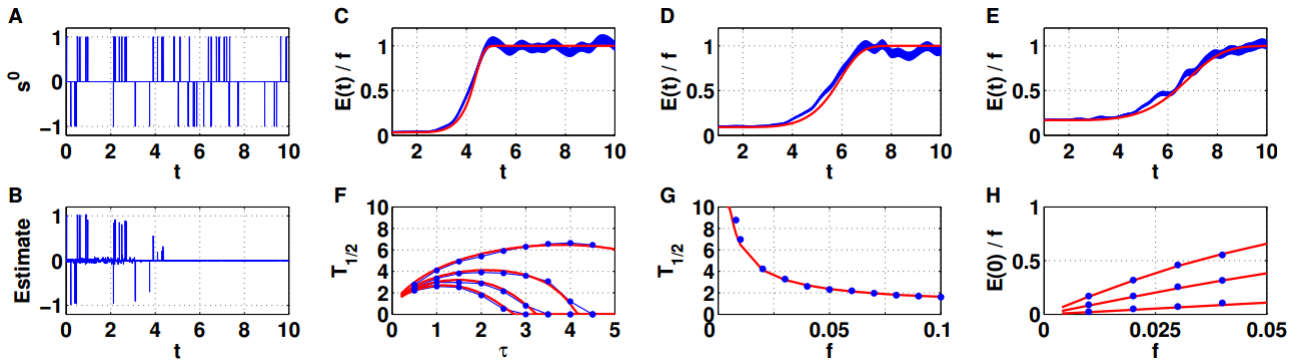 A
s⁰
1
0
−1
0 2 4 6 8 10
t
C
E(t) / f
1
0.5
0
2 4 6 8 10
t
D
E(t) / f
1
0.5
0
2 4 6 8 10
t
E
E(t) / f
1
0.5
0
2 4 6 8 10
t
B
Estimate
1
0
−1
0 2 4 6 8 10
t
F
T1/2
10
8
6
4
2
0
0 1 2 3 4 5
τ
G
T1/2
10
8
6
4
2
0
0 0.05 0.1
f
H
E(0) / f
1
0.5
0
0 0.025 0.05
f